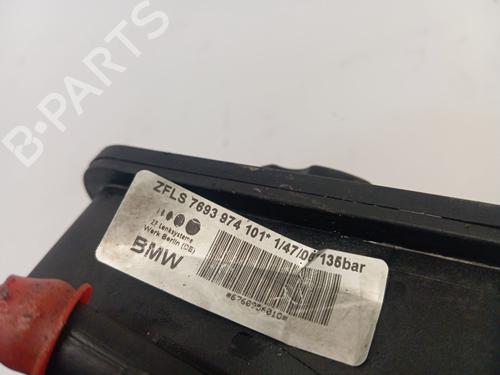 B-PARTS
ZFLS 7693 974 101* 1/47/06 135bar
ZF Lenksysteme
Werk Berlin (DE)
BMW